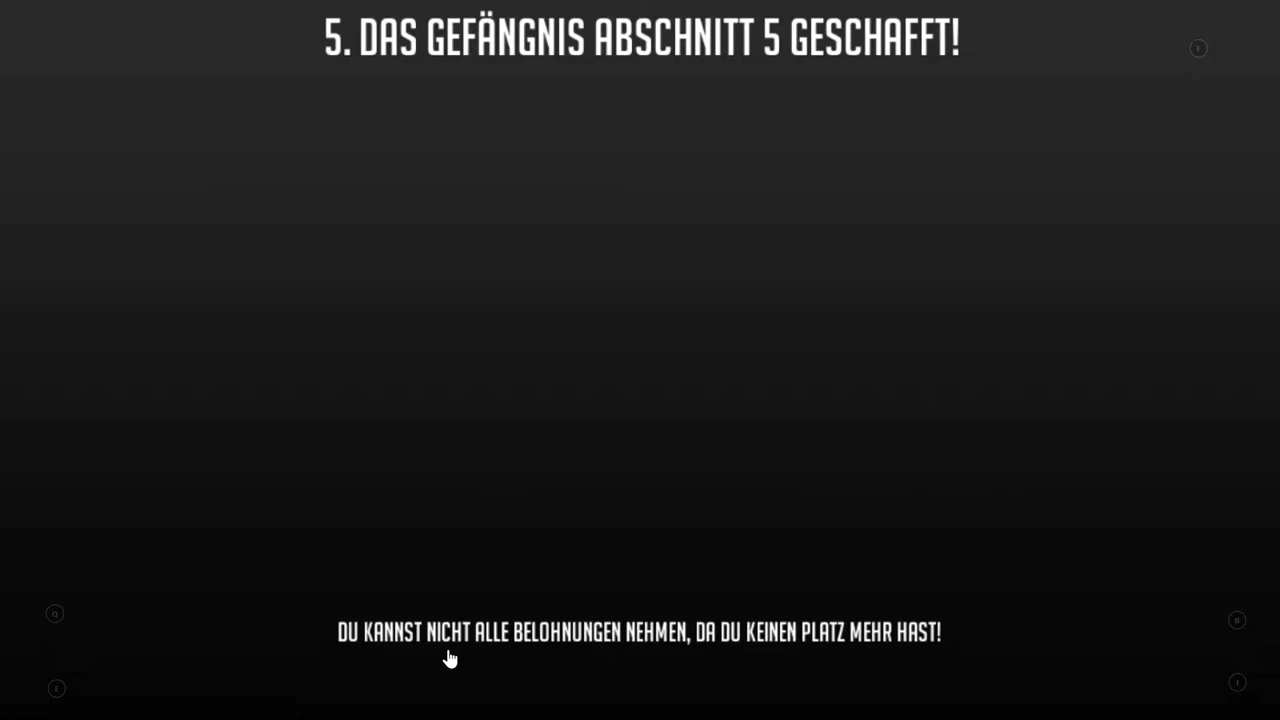 5. DAS GEFÄNGNIS ABSCHNITT 5 GESCHAFFT!
DU KANNST NICHT ALLE BELOHNUNGEN NEHMEN, DA DU KEINEN PLATZ MEHR HAST!